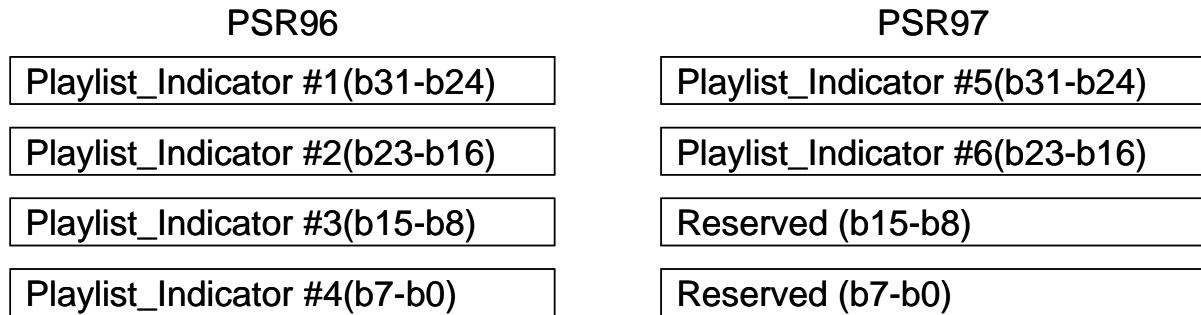 PSR96
Playlist_Indicator #1(b31-b24)
Playlist_Indicator #2(b23-b16)
Playlist_Indicator #3(b15-b8)
Playlist_Indicator #4(b7-b0)
PSR97
Playlist_Indicator #5(b31-b24)
Playlist_Indicator #6(b23-b16)
Reserved (b15-b8)
Reserved (b7-b0)